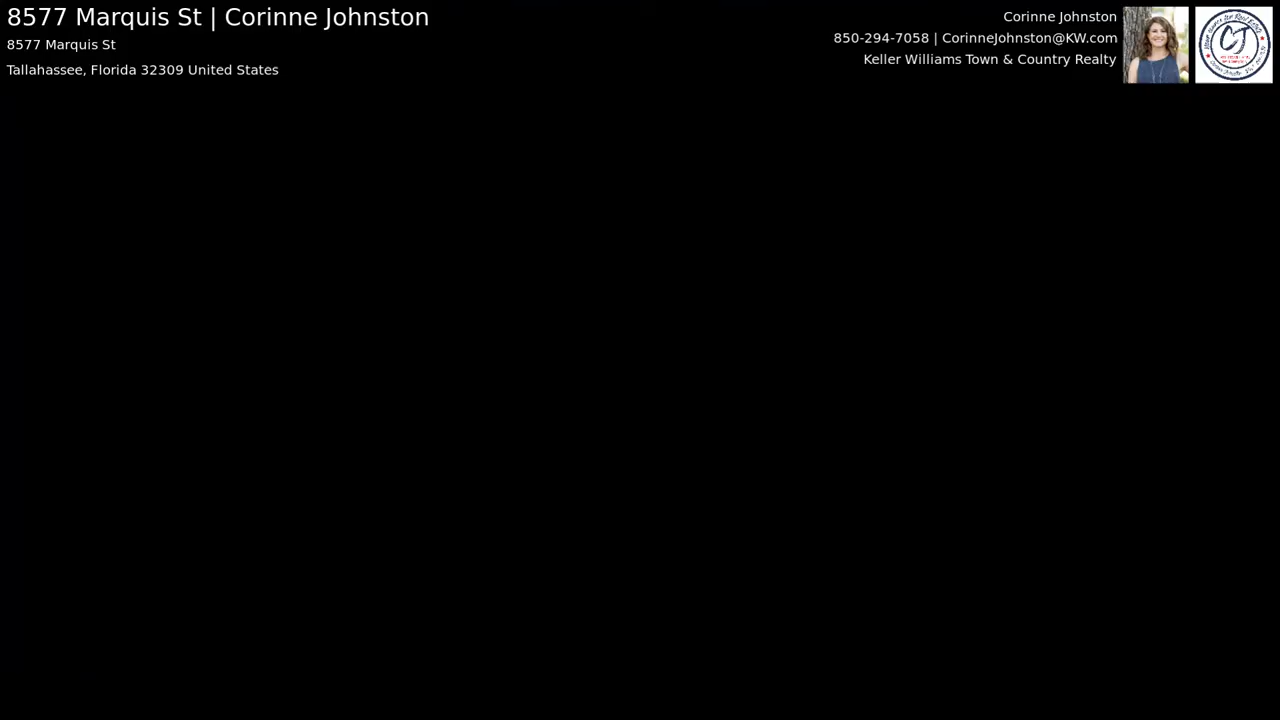 8577 Marquis St | Corinne Johnston
8577 Marquis St
Tallahassee, Florida 32309 United States
Corinne Johnston
850-294-7058 | CorinneJohnston@KW.com
Keller Williams Town & Country Realty
CJ